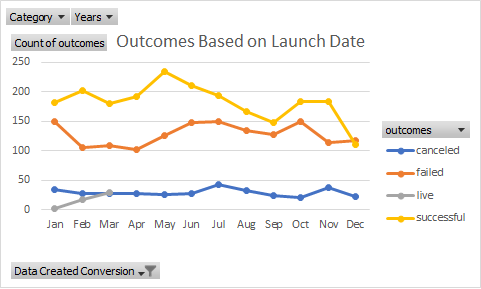 Category Years
Count of outcomes
Outcomes Based on Launch Date
250
200
150
100
50
0
Jan Feb Mar Apr May Jun Jul Aug Sep Oct Nov Dec
outcomes
canceled
failed
live
successful
Data Created Conversion